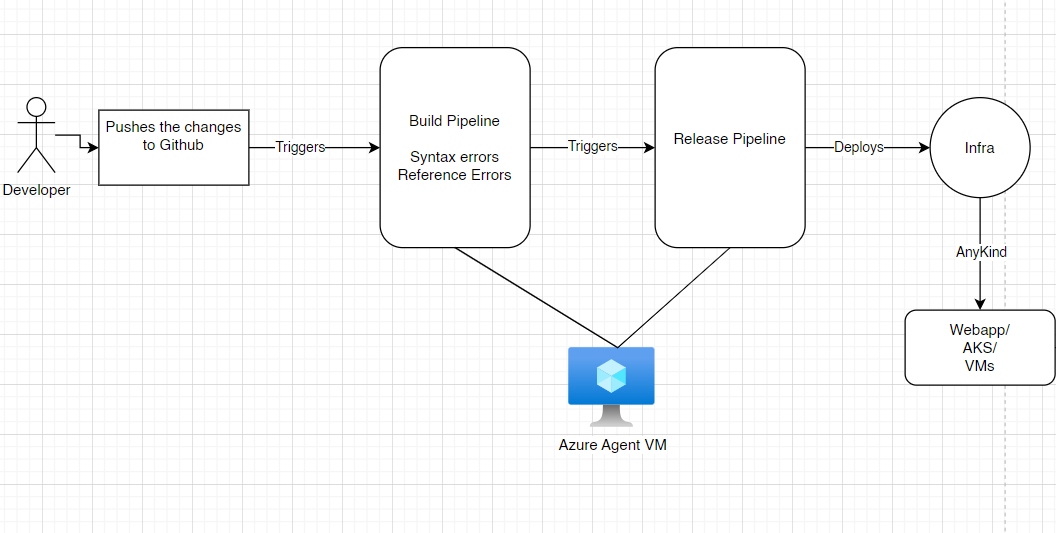 Developer
Pushes the changes
to Github
Triggers
Build Pipeline
Syntax errors
Reference Errors
Triggers
Release Pipeline
Deploys
Infra
AnyKind
Webapp/
AKS/
VMs
Azure Agent VM